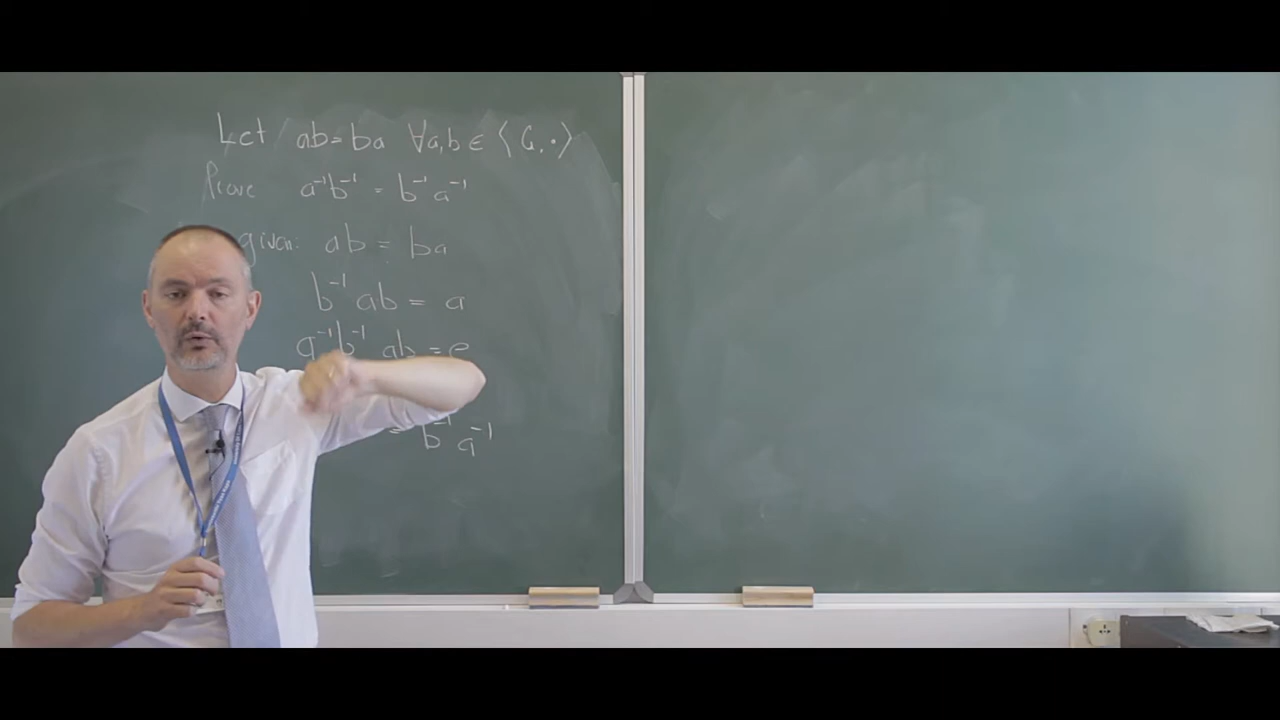 Let ab = ba ∀a,b ∈ ⟨G,·⟩
Prove a⁻¹b⁻¹ = b⁻¹a⁻¹
given: ab = ba
b⁻¹ab = a
a⁻¹b⁻¹ab = e
= b⁻¹a⁻¹